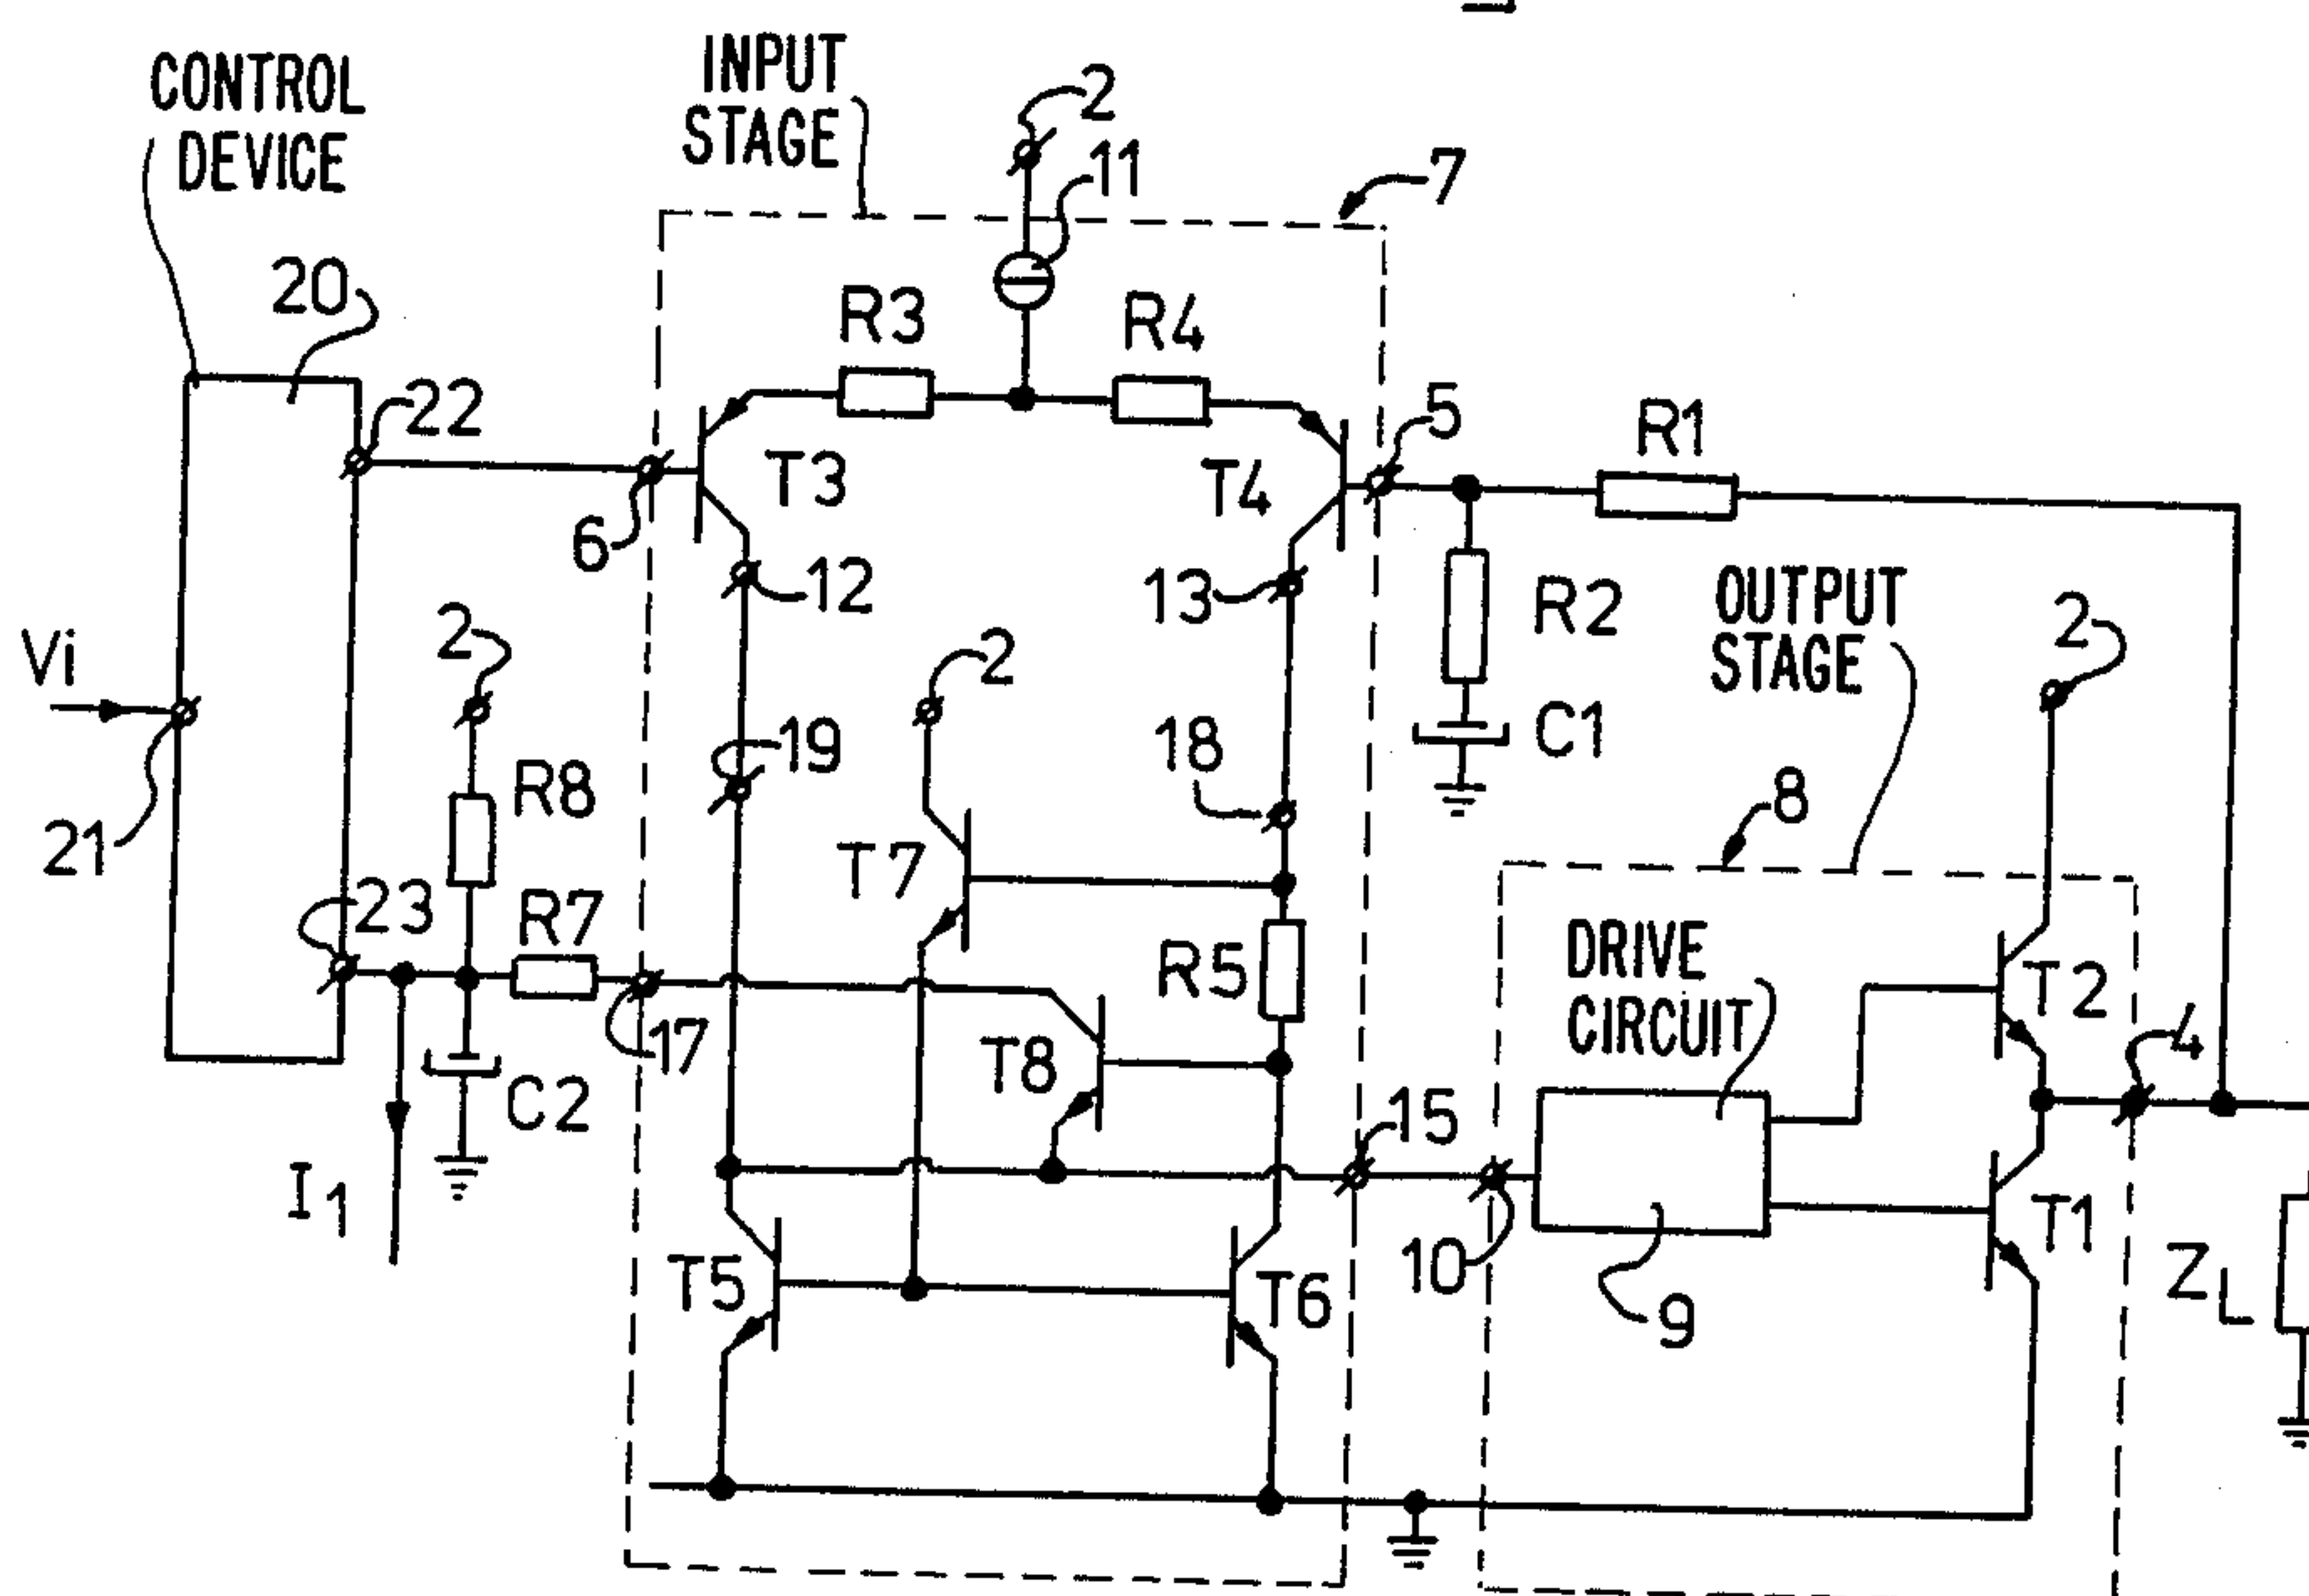 CONTROL
DEVICE
INPUT
STAGE
2
11
7
20
22
R3
R4
5
R1
T3
T4
6
12
13
R2
OUTPUT
STAGE
2
Vi
2
2
19
18
C1
8
R8
21
T7
23
R7
R5
DRIVE
CIRCUIT
T2
17
T8
4
C2
15
I1
T5
T6
10
9
T1
ZL